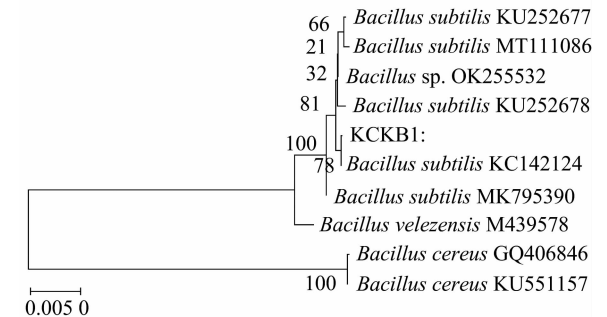 66
Bacillus subtilis KU252677
21
Bacillus subtilis MT111086
32
Bacillus sp. OK255532
81
Bacillus subtilis KU252678
100
KCKB1:
78
Bacillus subtilis KC142124
Bacillus subtilis MK795390
Bacillus velezensis M439578
Bacillus cereus GQ406846
100
Bacillus cereus KU551157
0.005 0